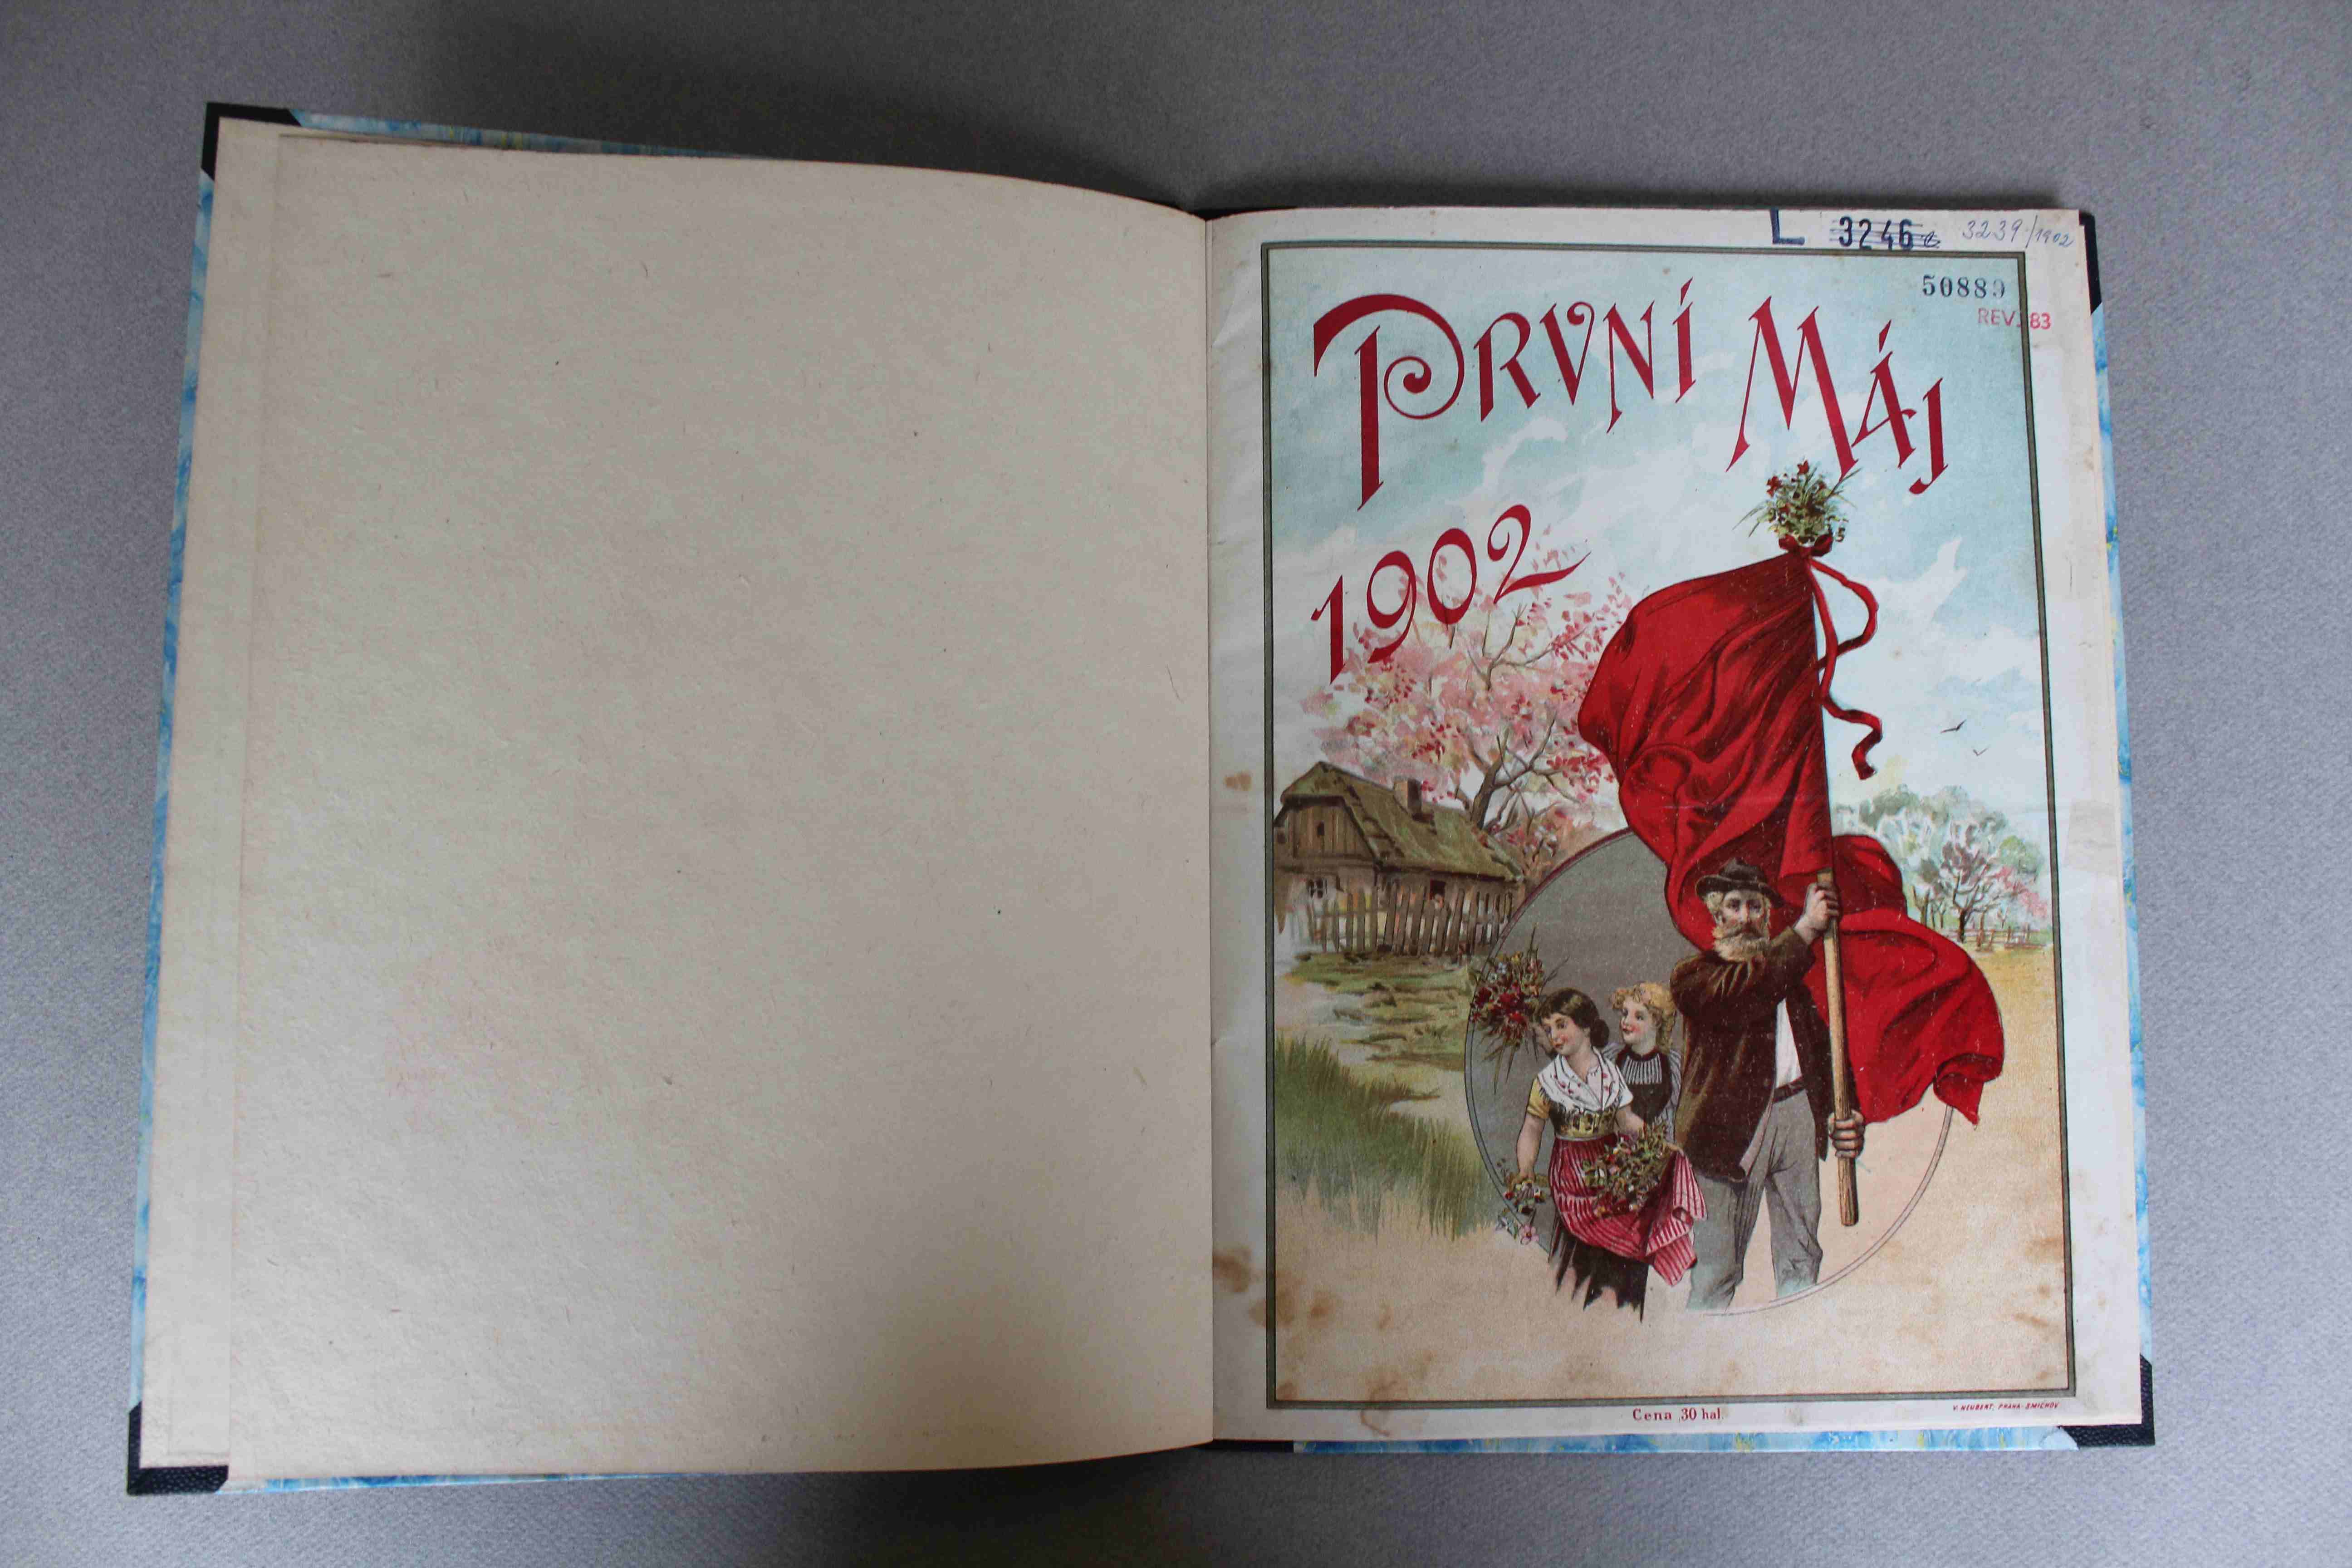 L 3246 3239/1902
50889
REV. 83
PRVNÍ MÁJ
1902
Cena 30 hal.
V. NEUBERT, PRAHA-SMÍCHOV